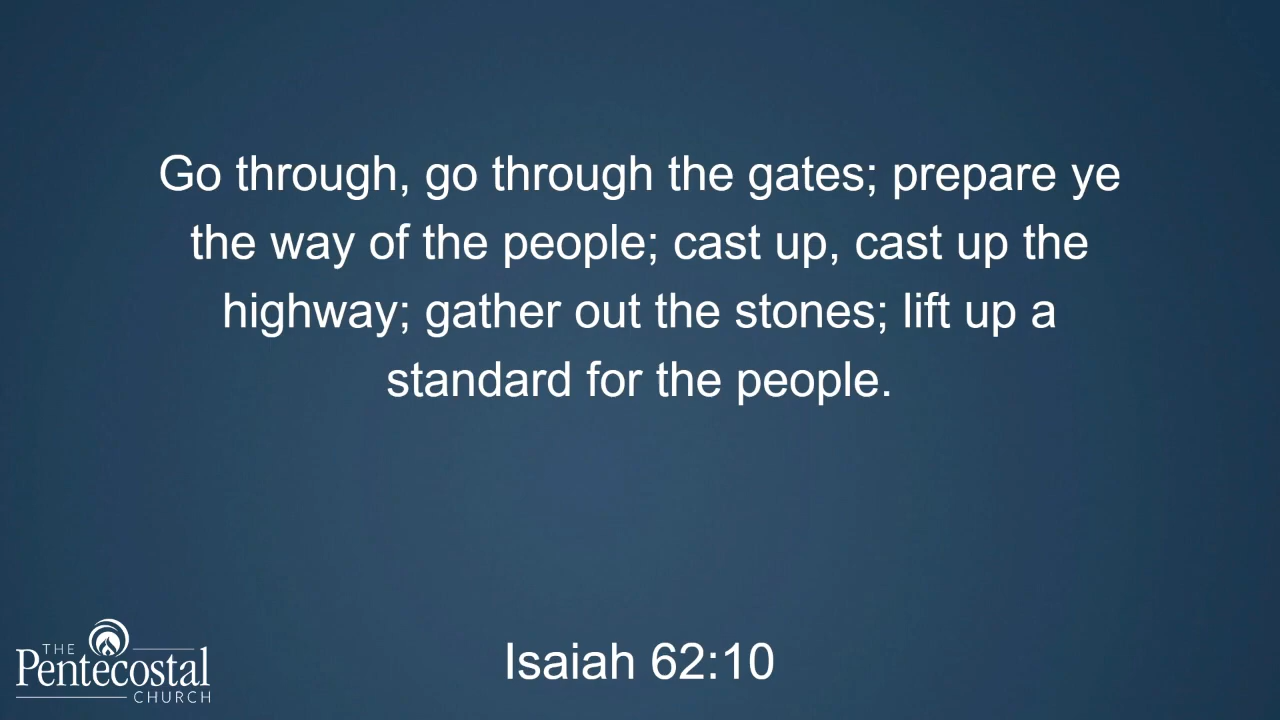 Go through, go through the gates; prepare ye
the way of the people; cast up, cast up the
highway; gather out the stones; lift up a
standard for the people.
THE
Pentecostal
CHURCH
Isaiah 62:10